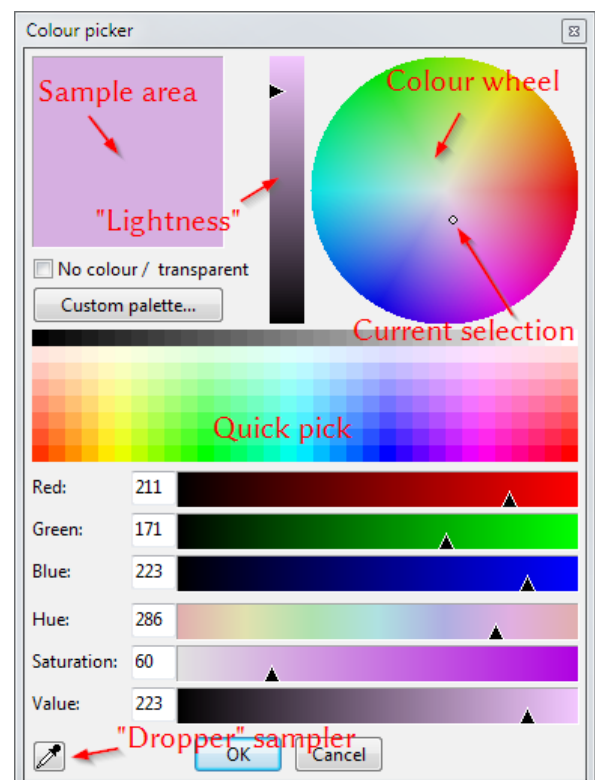 Colour picker
Sample area
Colour wheel
"Lightness"
No colour / transparent
Custom palette...
Current selection
Quick pick
Red: 211
Green: 171
Blue: 223
Hue: 286
Saturation: 60
Value: 223
"Dropper" sampler
OK Cancel